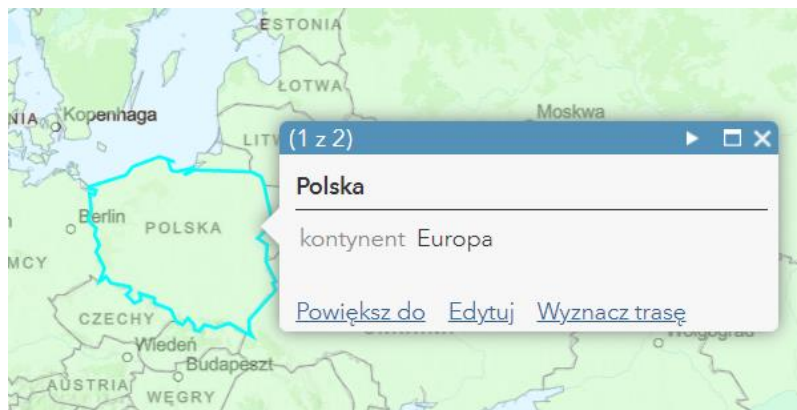 ESTONIA
ŁOTWA
NIA
Kopenhaga
Moskwa
LITW
(1 z 2)
Polska
kontynent Europa
Powiększ do Edytuj Wyznacz trasę
Berlin
POLSKA
MCY
CZECHY
Wiedeń
Budapeszt
AUSTRIA
WĘGRY